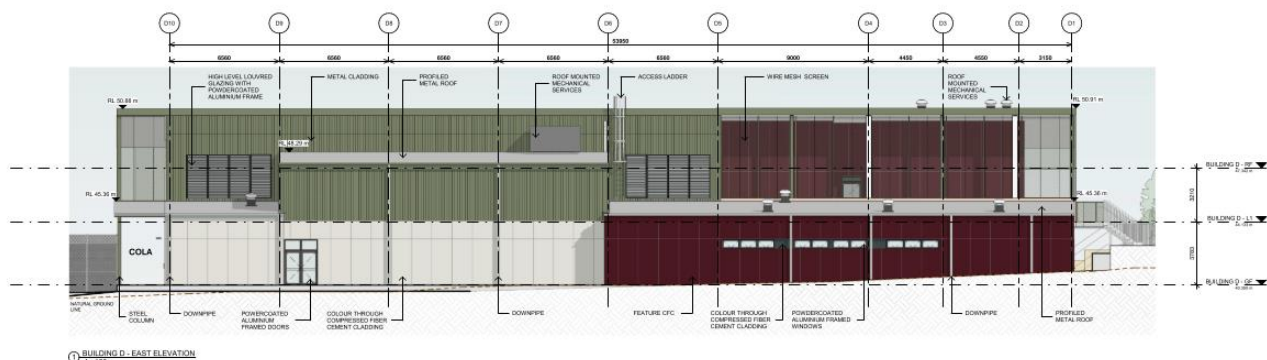 D10 D9 D8 D7 D6 D5 D4 D3 D2 D1
53950
6560 6560 6560 6560 6560 9000 4450 4550 3150
HIGH LEVEL LOUVRED
GLAZING WITH
POWDERCOATED
ALUMINIUM FRAME
METAL CLADDING
PROFILED
METAL ROOF
ROOF MOUNTED
MECHANICAL
SERVICES
ACCESS LADDER
WIRE MESH SCREEN
ROOF
MOUNTED
MECHANICAL
SERVICES
RL 50.88 m
RL 50.91 m
RL 48.29 m
BUILDING D - RF
RL 45.36 m
RL 45.36 m
3210
BUILDING D - L1
COLA
3763
BUILDING D - GF
NATURAL GROUND
LINE
STEEL
COLUMN
DOWNPIPE
POWERCOATED
ALUMINIUM
FRAMED DOORS
COLOUR THROUGH
COMPRESSED FIBER
CEMENT CLADDING
DOWNPIPE
FEATURE CFC
COLOUR THROUGH
COMPRESSED FIBER
CEMENT CLADDING
POWDERCOATED
ALUMINIUM FRAMED
WINDOWS
DOWNPIPE
PROFILED
METAL ROOF
1 BUILDING D - EAST ELEVATION